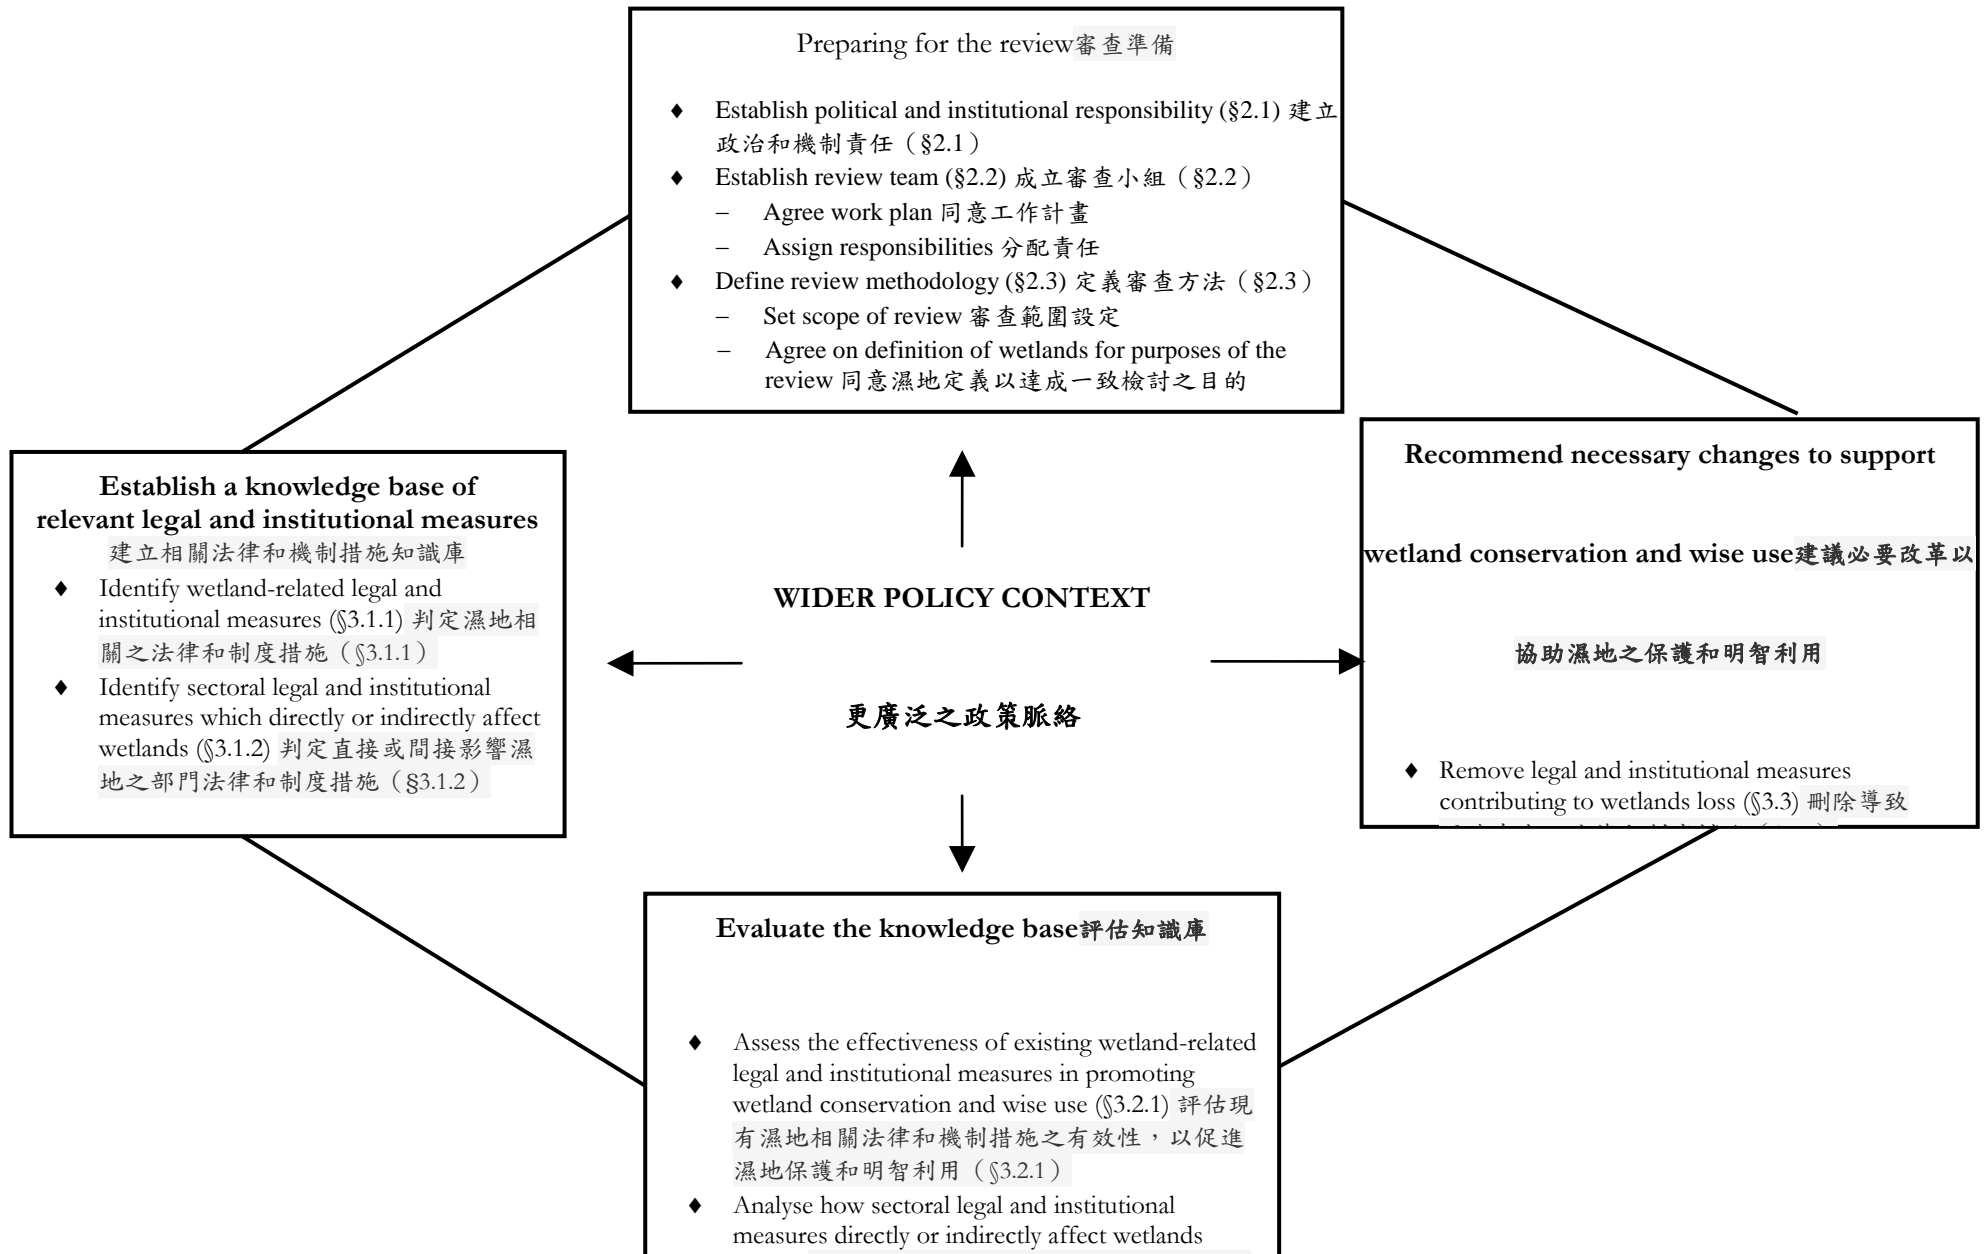 Preparing for the review審查準備
♦ Establish political and institutional responsibility (§2.1) 建立
政治和機制責任（§2.1）
♦ Establish review team (§2.2) 成立審查小組（§2.2）
− Agree work plan 同意工作計畫
− Assign responsibilities 分配責任
♦ Define review methodology (§2.3) 定義審查方法（§2.3）
− Set scope of review 審查範圍設定
− Agree on definition of wetlands for purposes of the
review 同意濕地定義以達成一致檢討之目的
Establish a knowledge base of
relevant legal and institutional measures
建立相關法律和機制措施知識庫
♦ Identify wetland-related legal and
institutional measures (§3.1.1) 判定濕地相
關之法律和制度措施（§3.1.1）
♦ Identify sectoral legal and institutional
measures which directly or indirectly affect
wetlands (§3.1.2) 判定直接或間接影響濕
地之部門法律和制度措施（§3.1.2）
WIDER POLICY CONTEXT
更廣泛之政策脈絡
Recommend necessary changes to support
wetland conservation and wise use建議必要改革以
協助濕地之保護和明智利用
♦ Remove legal and institutional measures
contributing to wetlands loss (§3.3) 刪除導致
Evaluate the knowledge base評估知識庫
♦ Assess the effectiveness of existing wetland-related
legal and institutional measures in promoting
wetland conservation and wise use (§3.2.1) 評估現
有濕地相關法律和機制措施之有效性，以促進
濕地保護和明智利用（§3.2.1）
♦ Analyse how sectoral legal and institutional
measures directly or indirectly affect wetlands